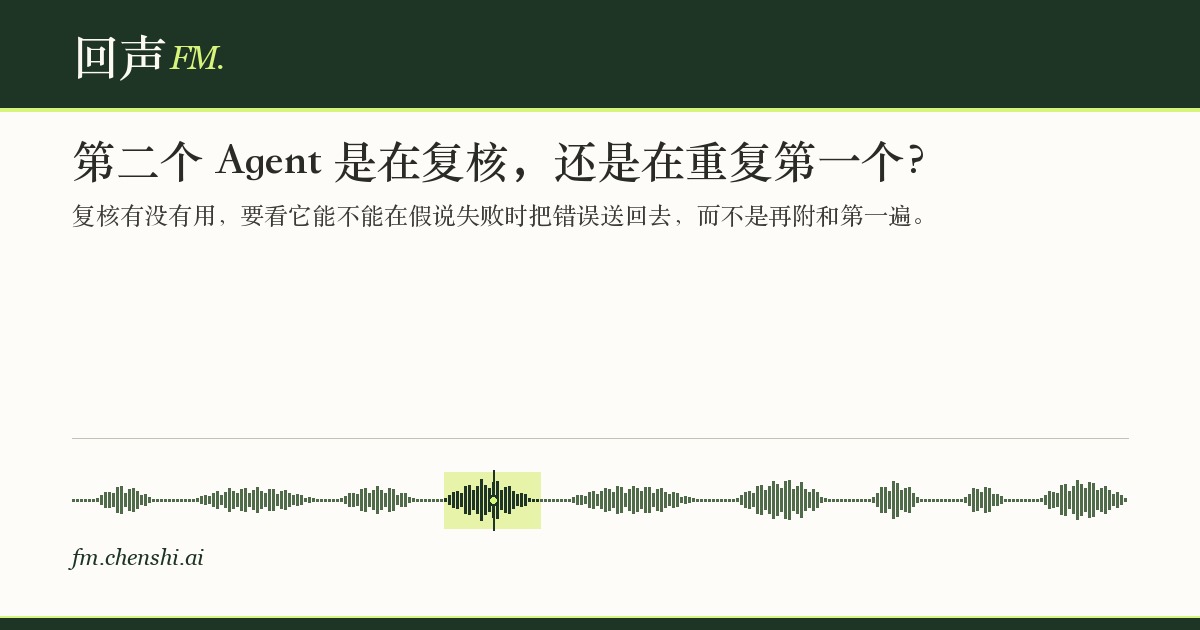 回声 FM.
第二个 Agent 是在复核，还是在重复第一个？
复核有没有用，要看它能不能在假说失败时把错误送回去，而不是再附和第一遍。
fm.chenshi.ai